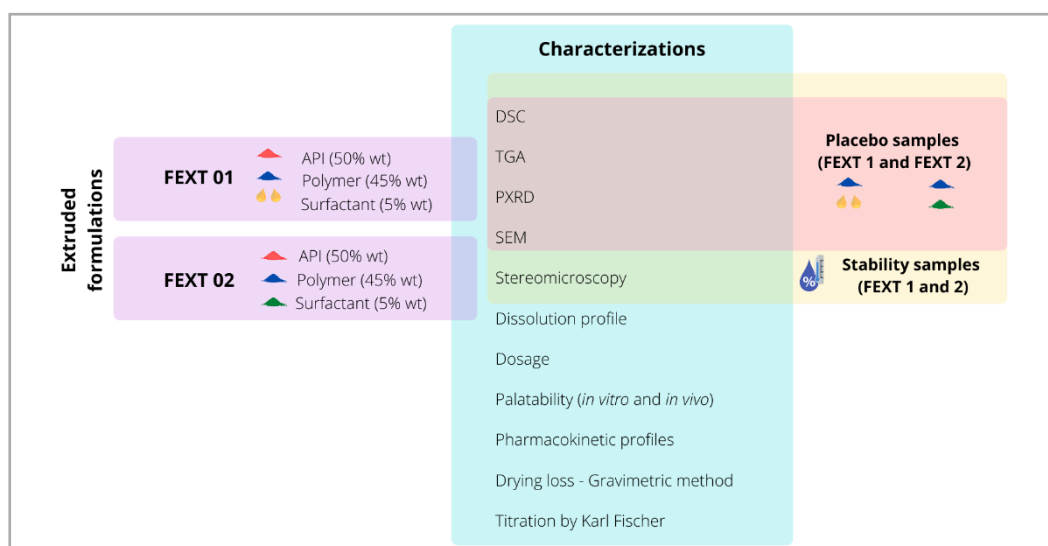 Characterizations
Extruded
formulations
FEXT 01
API (50% wt)
Polymer (45% wt)
Surfactant (5% wt)
FEXT 02
API (50% wt)
Polymer (45% wt)
Surfactant (5% wt)
DSC
TGA
PXRD
SEM
Stereomicroscopy
Dissolution profile
Dosage
Palatability (in vitro and in vivo)
Pharmacokinetic profiles
Drying loss - Gravimetric method
Titration by Karl Fischer
Placebo samples
(FEXT 1 and FEXT 2)
%
Stability samples
(FEXT 1 and 2)